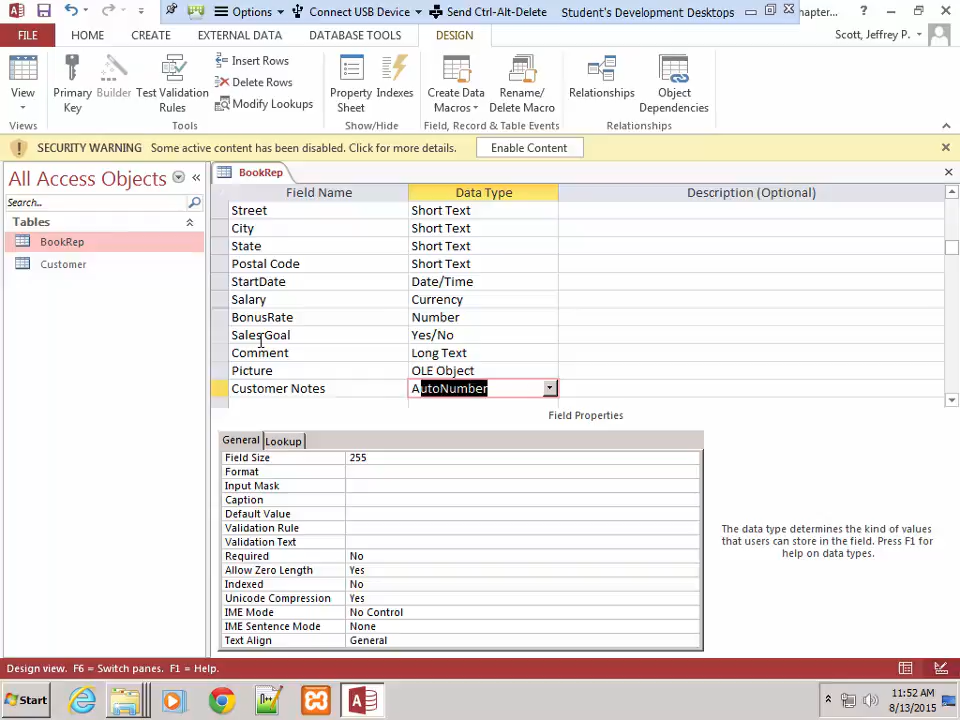 Options
Connect USB Device
Send Ctrl-Alt-Delete
Student's Development Desktops
hapter...
?
FILE
HOME
CREATE
EXTERNAL DATA
DATABASE TOOLS
DESIGN
Scott, Jeffrey P.
View
Primary Key
Builder
Test Validation Rules
Insert Rows
Delete Rows
Modify Lookups
Property Sheet
Indexes
Create Data Macros
Rename/ Delete Macro
Relationships
Object Dependencies
Views
Tools
Show/Hide
Field, Record & Table Events
Relationships
SECURITY WARNING Some active content has been disabled. Click for more details.
Enable Content
All Access Objects
Search...
Tables
BookRep
Customer
BookRep
Field Name Data Type Description (Optional)
Street Short Text
City Short Text
State Short Text
Postal Code Short Text
StartDate Date/Time
Salary Currency
BonusRate Number
Sales Goal Yes/No
Comment Long Text
Picture OLE Object
Customer Notes AutoNumber
Field Properties
General Lookup
Field Size 255
Format
Input Mask
Caption
Default Value
Validation Rule
Validation Text
Required No
Allow Zero Length Yes
Indexed No
Unicode Compression Yes
IME Mode No Control
IME Sentence Mode None
Text Align General
The data type determines the kind of values
that users can store in the field. Press F1 for
help on data types.
Design view. F6 = Switch panes. F1 = Help.
Start
11:52 AM
8/13/2015